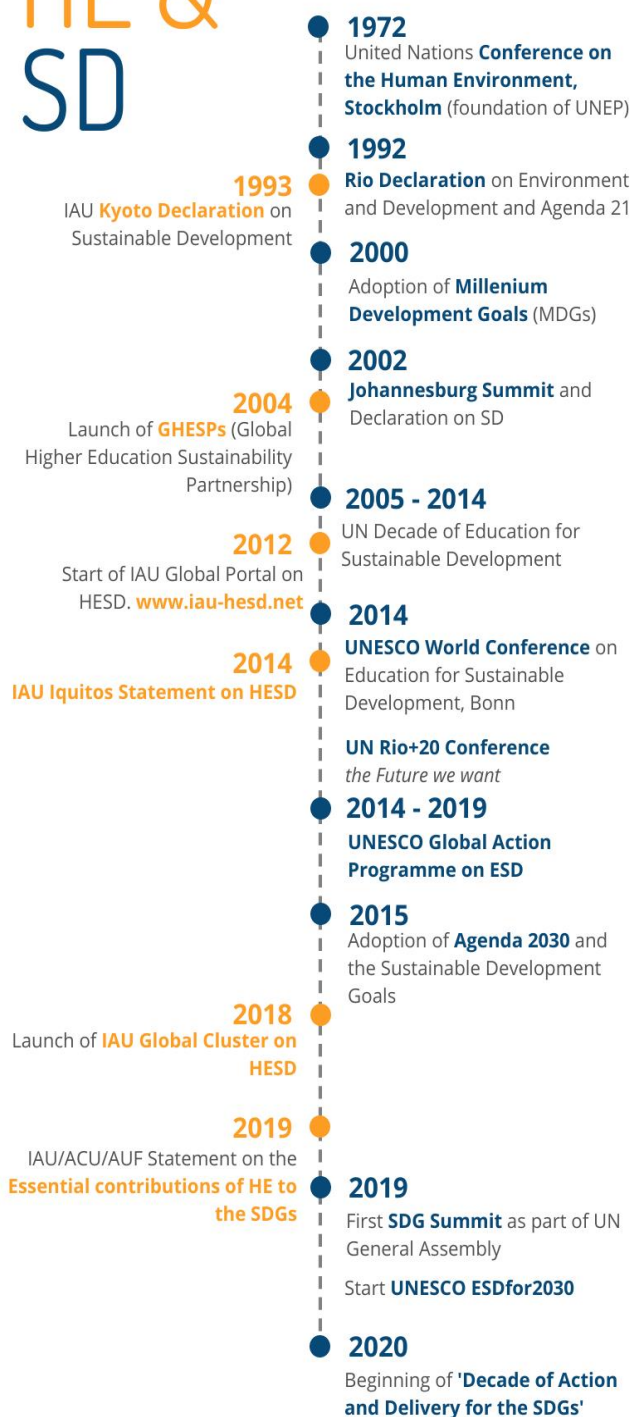 HE &
SD
1972
United Nations Conference on
the Human Environment,
Stockholm (foundation of UNEP)
1992
Rio Declaration on Environment
and Development and Agenda 21
1993
IAU Kyoto Declaration on
Sustainable Development
2000
Adoption of Millenium
Development Goals (MDGs)
2002
Johannesburg Summit and
Declaration on SD
2004
Launch of GHESPs (Global
Higher Education Sustainability
Partnership)
2005 - 2014
UN Decade of Education for
Sustainable Development
2012
Start of IAU Global Portal on
HESD. www.iau-hesd.net
2014
UNESCO World Conference on
Education for Sustainable
Development, Bonn
UN Rio+20 Conference
the Future we want
2014
IAU Iquitos Statement on HESD
2014 - 2019
UNESCO Global Action
Programme on ESD
2015
Adoption of Agenda 2030 and
the Sustainable Development
Goals
2018
Launch of IAU Global Cluster on
HESD
2019
IAU/ACU/AUF Statement on the
Essential contributions of HE to
the SDGs
2019
First SDG Summit as part of UN
General Assembly
Start UNESCO ESDfor2030
2020
Beginning of 'Decade of Action
and Delivery for the SDGs'